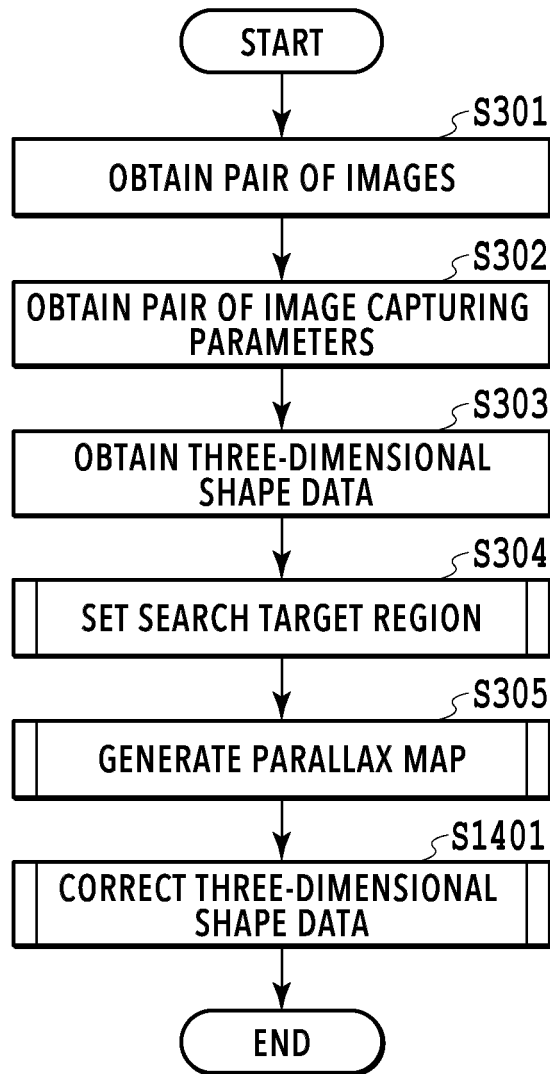 START
S301
OBTAIN PAIR OF IMAGES
S302
OBTAIN PAIR OF IMAGE CAPTURING
PARAMETERS
S303
OBTAIN THREE-DIMENSIONAL
SHAPE DATA
S304
SET SEARCH TARGET REGION
S305
GENERATE PARALLAX MAP
S1401
CORRECT THREE-DIMENSIONAL
SHAPE DATA
END